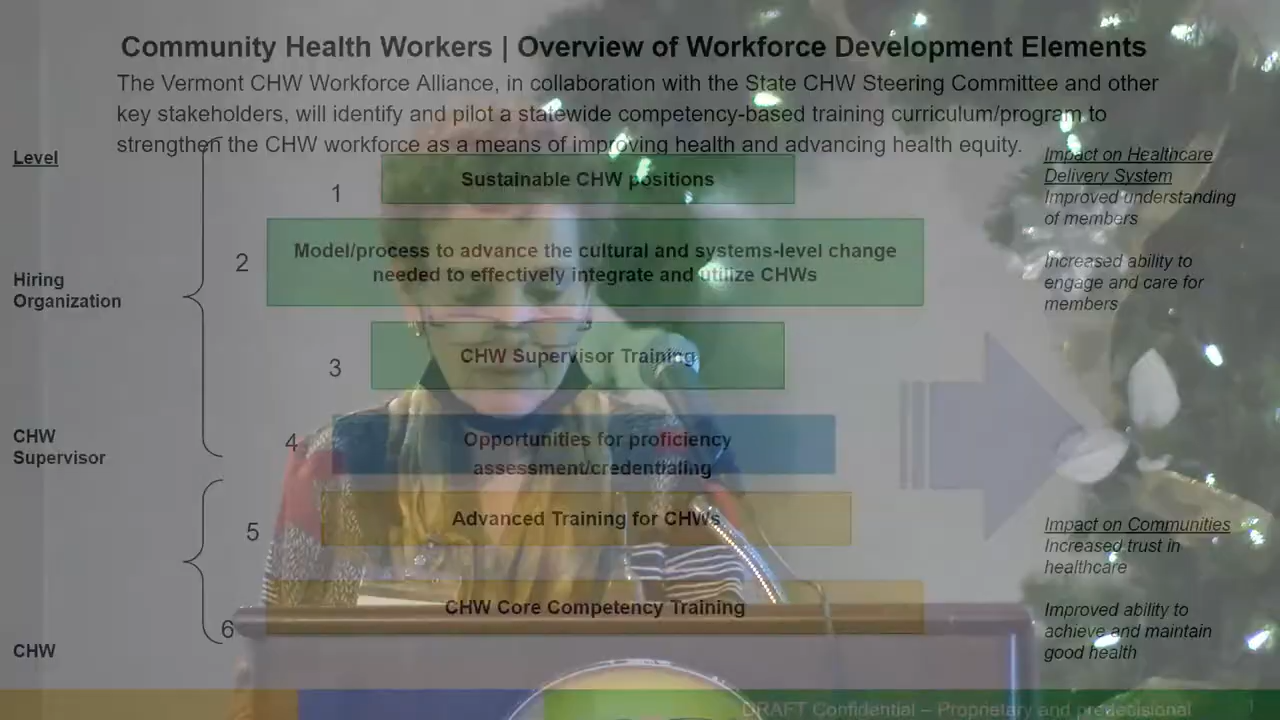 Community Health Workers | Overview of Workforce Development Elements
The Vermont CHW Workforce Alliance, in collaboration with the State CHW Steering Committee and other
key stakeholders, will identify and pilot a statewide competency-based training curriculum/program to
strengthen the CHW workforce as a means of improving health and advancing health equity.
Level
1
Sustainable CHW positions
2
Model/process to advance the cultural and systems-level change
needed to effectively integrate and utilize CHWs
Hiring
Organization
3
CHW Supervisor Training
4
Opportunities for proficiency
assessment/credentialing
CHW
Supervisor
5
Advanced Training for CHWs
6
CHW Core Competency Training
CHW
Impact on Healthcare
Delivery System
Improved understanding
of members
Increased ability to
engage and care for
members
Impact on Communities
Increased trust in
healthcare
Improved ability to
achieve and maintain
good health
DRAFT Confidential – Proprietary and predecisional